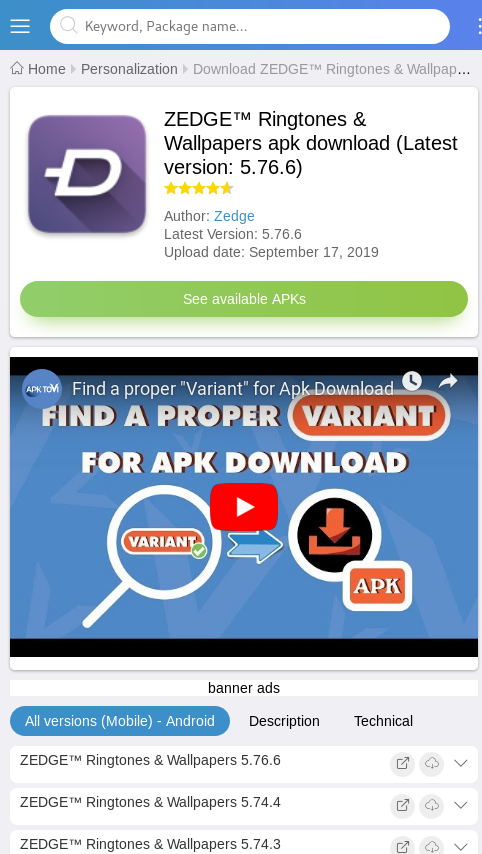 Keyword, Package name...
Home Personalization Download ZEDGE™ Ringtones & Wallpap...
ZEDGE™ Ringtones &
Wallpapers apk download (Latest
version: 5.76.6)
Author: Zedge
Latest Version: 5.76.6
Upload date: September 17, 2019
See available APKs
Find a proper "Variant" for Apk Download
FIND A PROPER VARIANT
FOR APK DOWNLOAD
VARIANT
APK
banner ads
All versions (Mobile) - Android Description Technical
ZEDGE™ Ringtones & Wallpapers 5.76.6
ZEDGE™ Ringtones & Wallpapers 5.74.4
ZEDGE™ Ringtones & Wallpapers 5.74.3